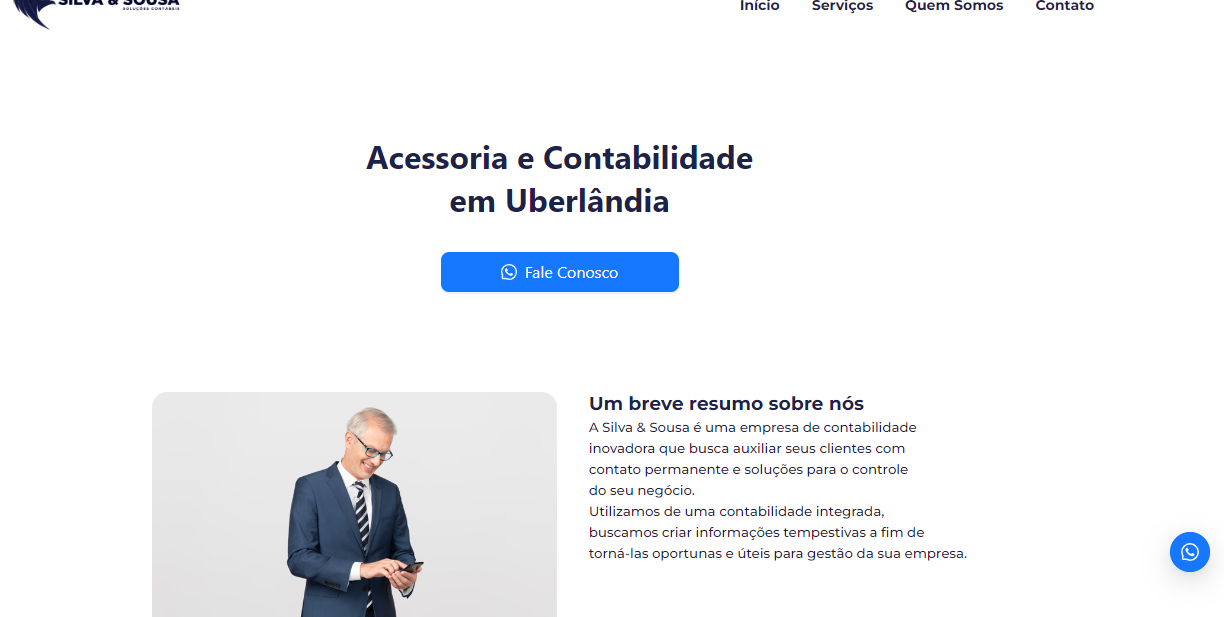 SILVA & SOUSA
SOLUÇÕES CONTÁBEIS
Início Serviços Quem Somos Contato
Acessoria e Contabilidade
em Uberlândia
Fale Conosco
Um breve resumo sobre nós
A Silva & Sousa é uma empresa de contabilidade
inovadora que busca auxiliar seus clientes com
contato permanente e soluções para o controle
do seu negócio.
Utilizamos de uma contabilidade integrada,
buscamos criar informações tempestivas a fim de
torná-las oportunas e úteis para gestão da sua empresa.